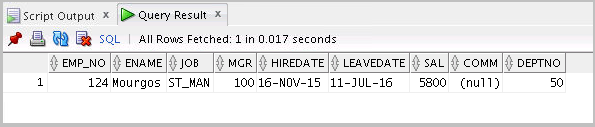 Script Output x Query Result x
SQL | All Rows Fetched: 1 in 0.017 seconds
EMP_NO ENAME JOB MGR HIREDATE LEAVEDATE SAL COMM DEPTNO
1 124 Mourgos ST_MAN 100 16-NOV-15 11-JUL-16 5800 (null) 50